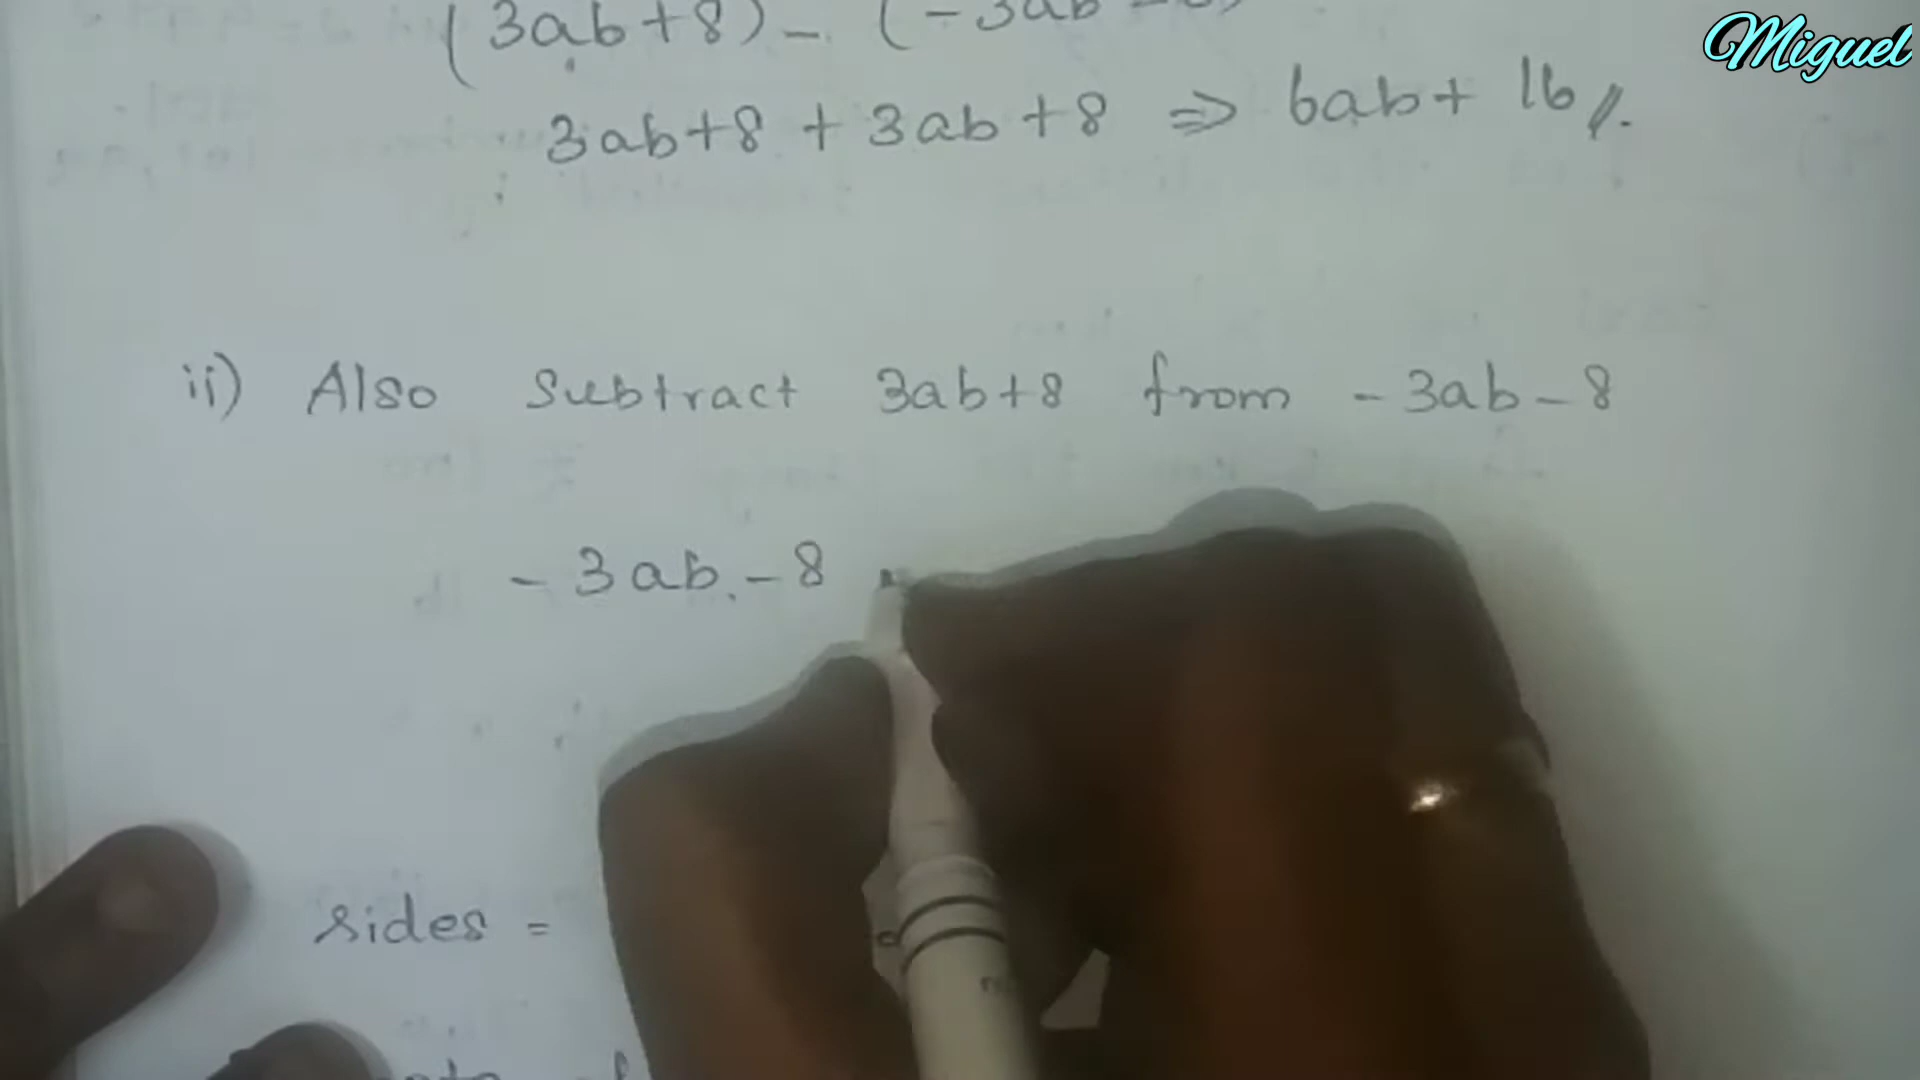 (3ab+8) - (-3ab
Miguel
3ab+8 + 3ab+8 ⇒ 6ab+ 16 //.
ii) Also Subtract 3ab+8 from -3ab-8
-3ab-8
sides =